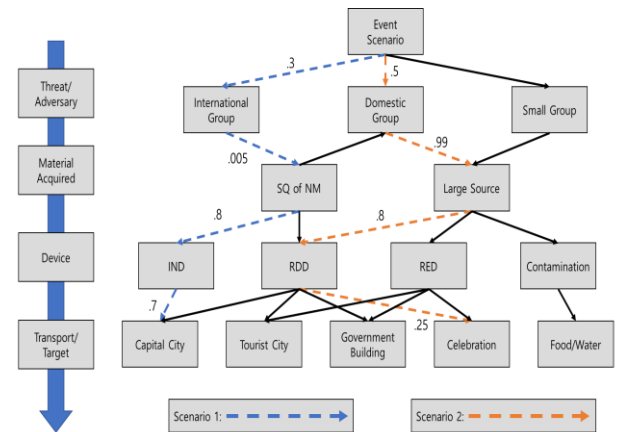 Event
Scenario
Threat/
Adversary
.3
.5
International
Group
Domestic
Group
Small Group
.005
.99
Material
Acquired
SQ of NM
Large Source
.8
.8
Device
IND
RDD
RED
Contamination
.7
.25
Transport/
Target
Capital City
Tourist City
Government
Building
Celebration
Food/Water
Scenario 1:
Scenario 2: